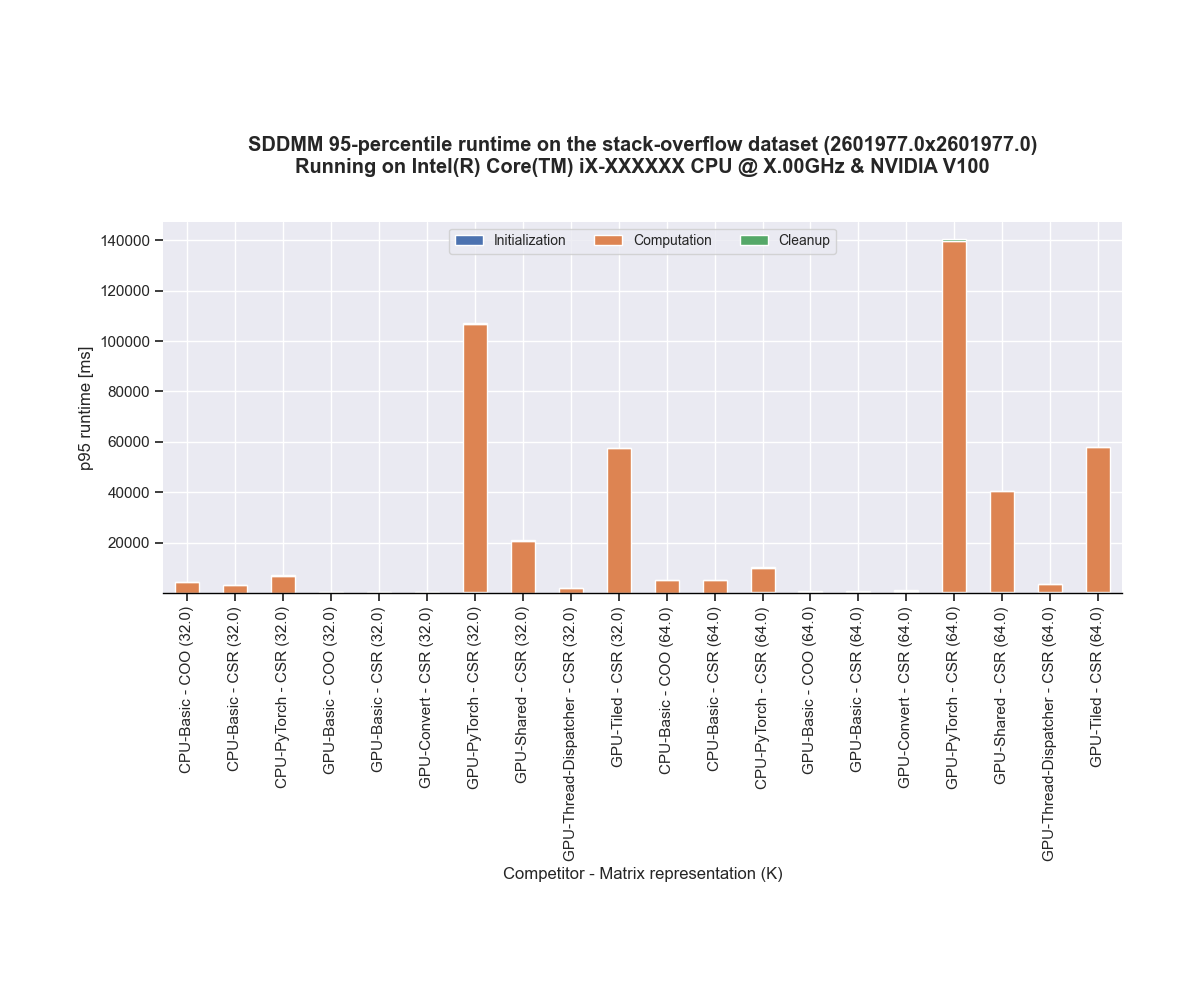 SDDMM 95-percentile runtime on the stack-overflow dataset (2601977.0x2601977.0)
Running on Intel(R) Core(TM) iX-XXXXXX CPU @ X.00GHz & NVIDIA V100
Initialization
Computation
Cleanup
p95 runtime [ms]
140000
120000
100000
80000
60000
40000
20000
CPU-Basic - COO (32.0)
CPU-Basic - CSR (32.0)
CPU-PyTorch - CSR (32.0)
GPU-Basic - COO (32.0)
GPU-Basic - CSR (32.0)
GPU-Convert - CSR (32.0)
GPU-PyTorch - CSR (32.0)
GPU-Shared - CSR (32.0)
GPU-Thread-Dispatcher - CSR (32.0)
GPU-Tiled - CSR (32.0)
CPU-Basic - COO (64.0)
CPU-Basic - CSR (64.0)
CPU-PyTorch - CSR (64.0)
GPU-Basic - COO (64.0)
GPU-Basic - CSR (64.0)
GPU-Convert - CSR (64.0)
GPU-PyTorch - CSR (64.0)
GPU-Shared - CSR (64.0)
GPU-Thread-Dispatcher - CSR (64.0)
GPU-Tiled - CSR (64.0)
Competitor - Matrix representation (K)